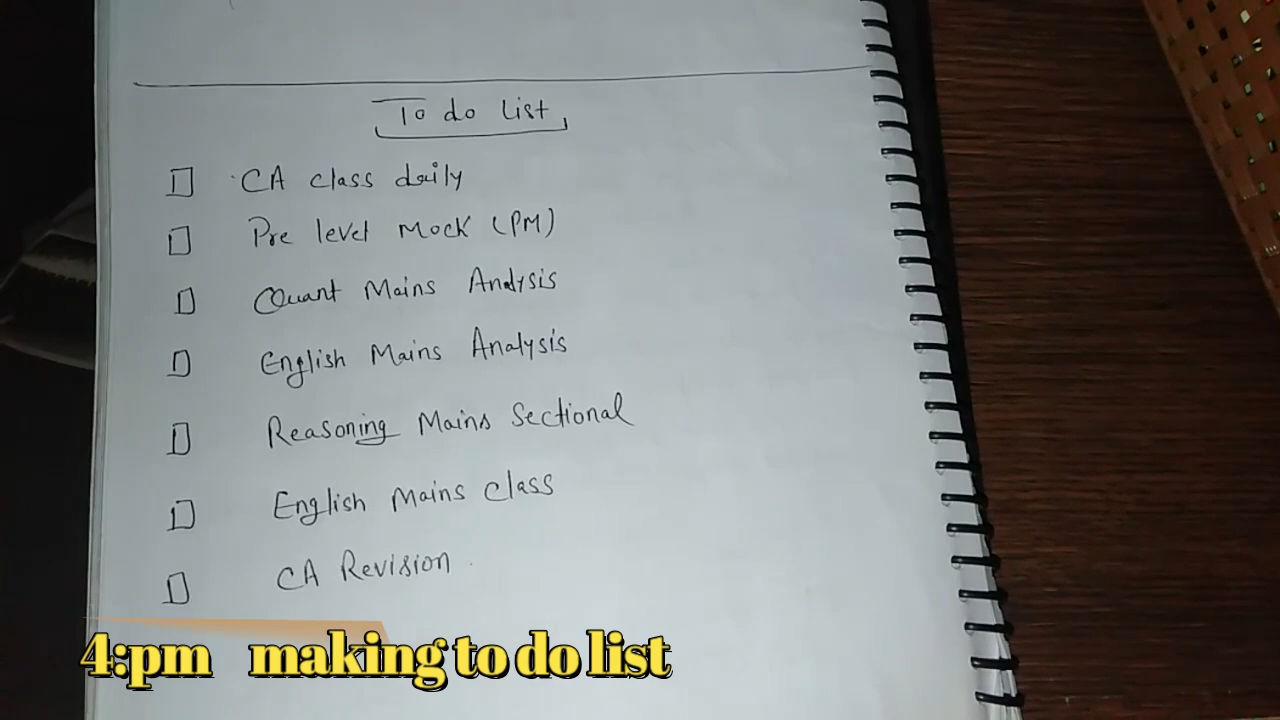 To do list
CA class daily
Pre level Mock (PM)
Quant Mains Analysis
English Mains Analysis
Reasoning Mains Sectional
English Mains class
CA Revision
4:pm making to do list